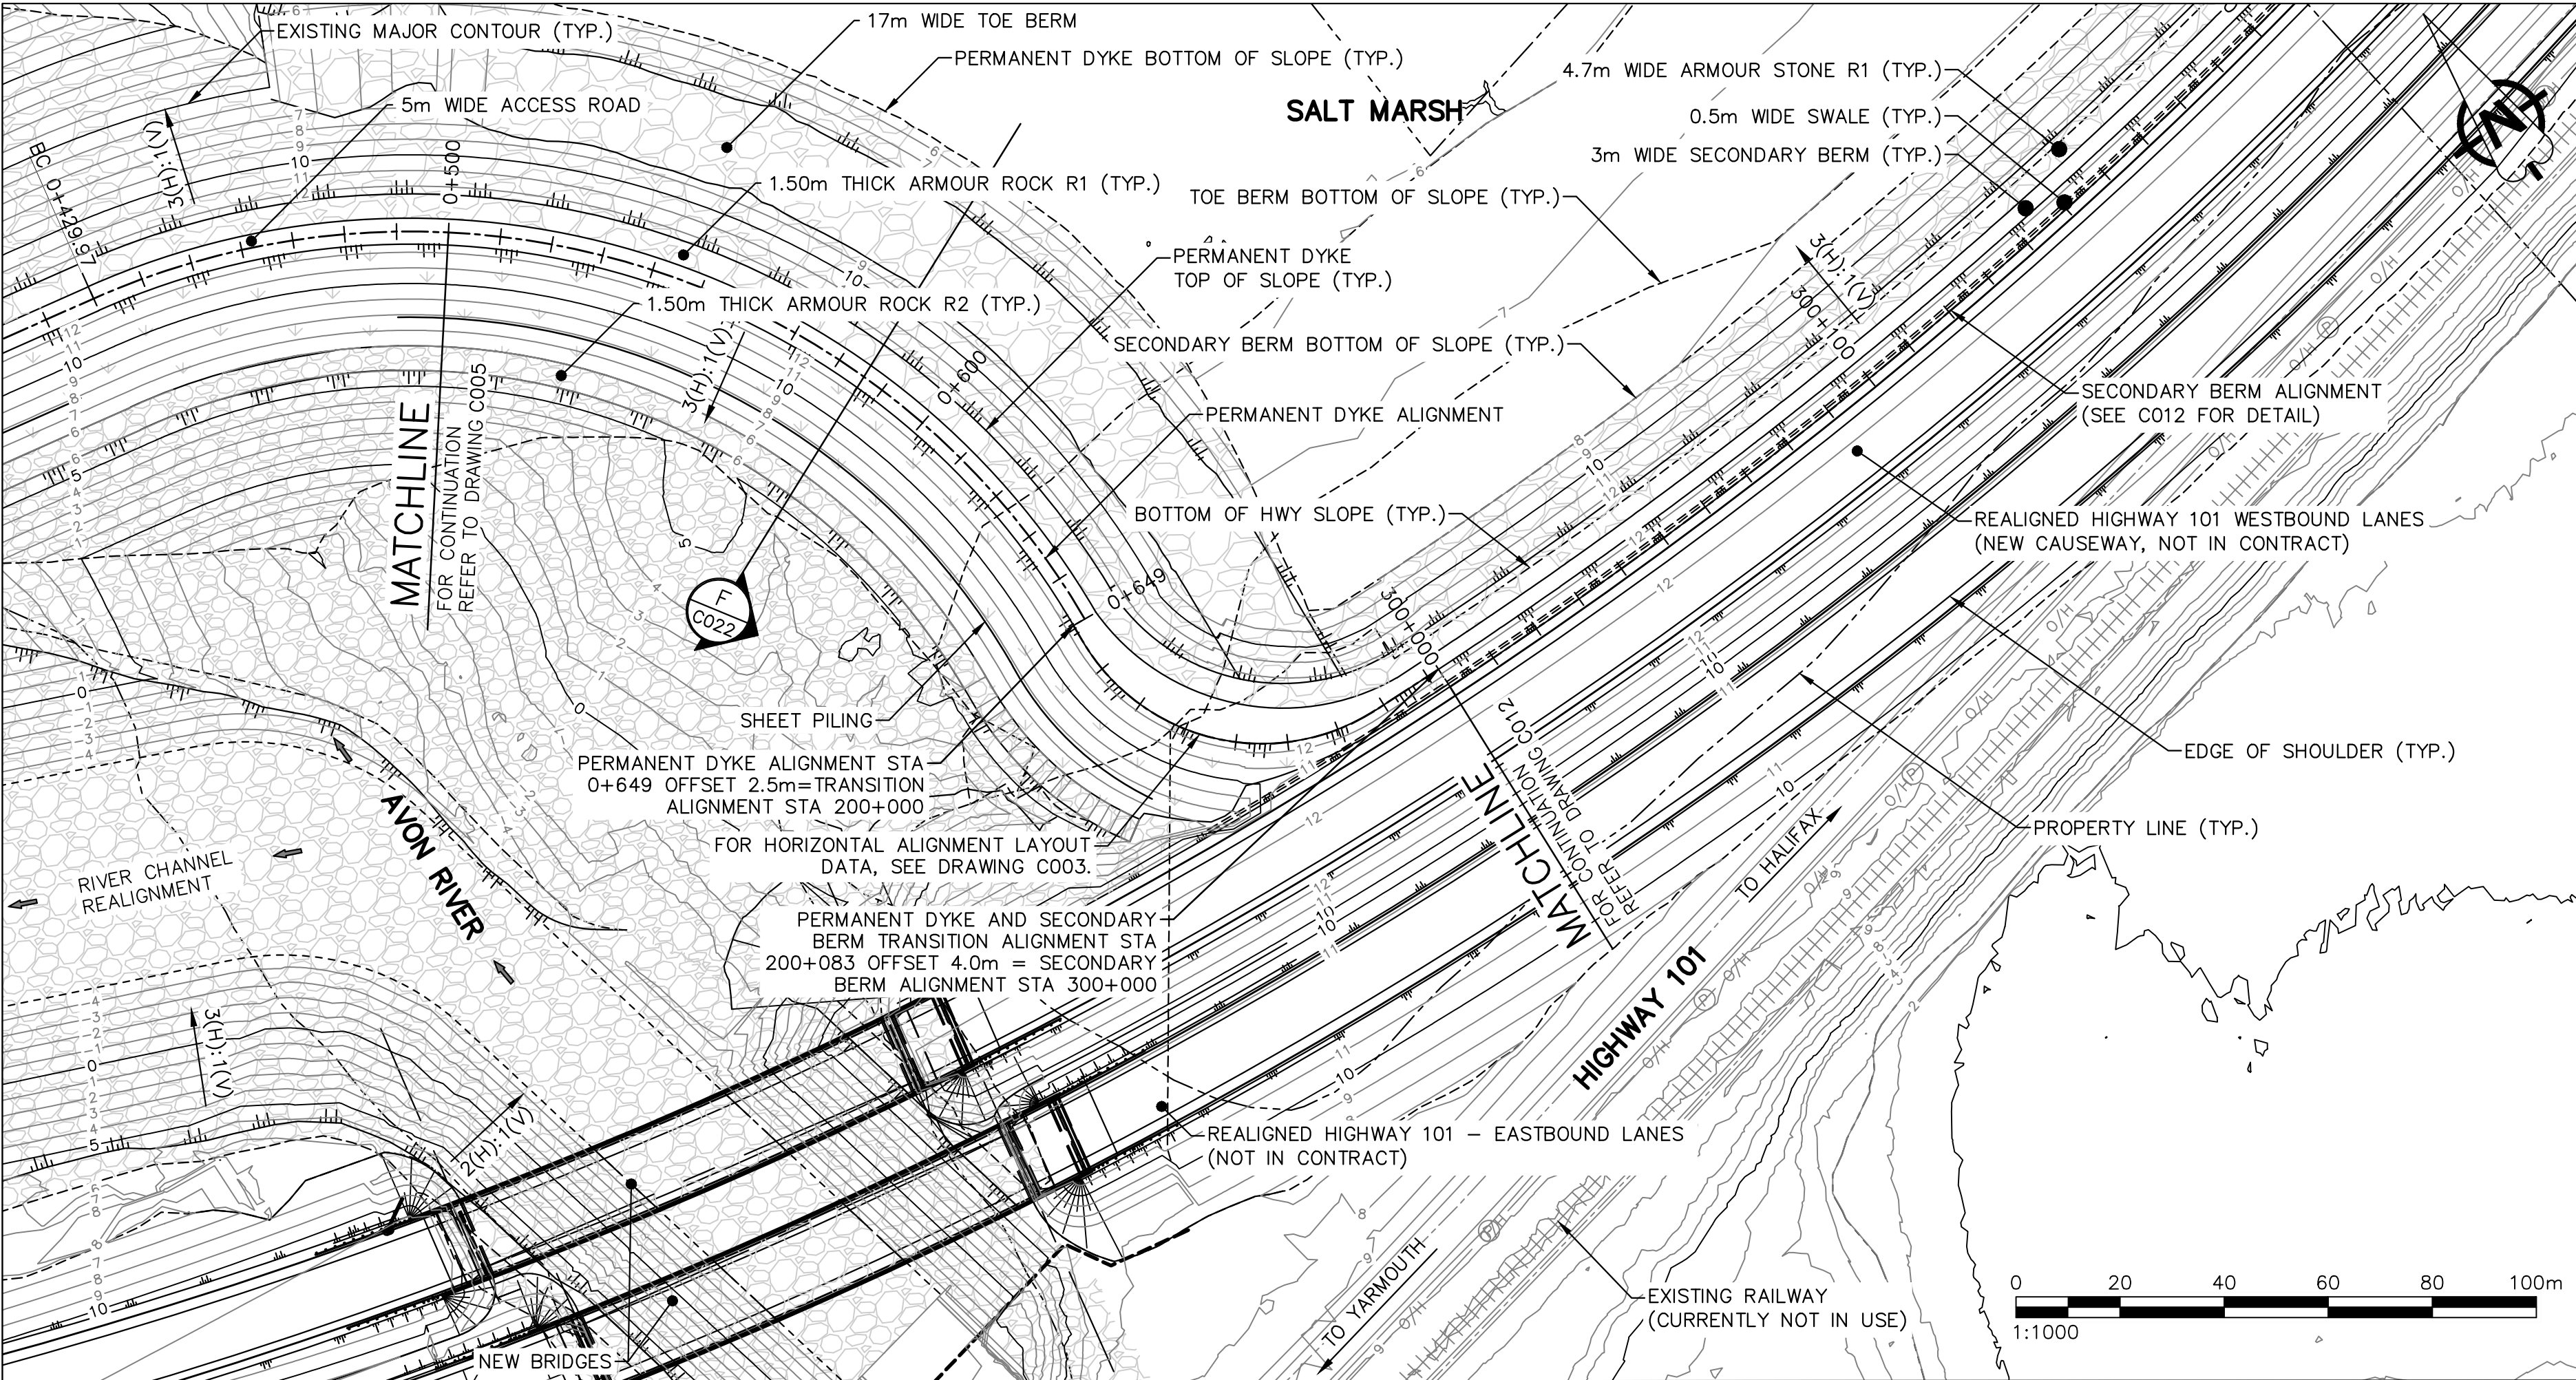 EXISTING MAJOR CONTOUR (TYP.)
17m WIDE TOE BERM
PERMANENT DYKE BOTTOM OF SLOPE (TYP.)
5m WIDE ACCESS ROAD
SALT MARSH
4.7m WIDE ARMOUR STONE R1 (TYP.)
0.5m WIDE SWALE (TYP.)
3m WIDE SECONDARY BERM (TYP.)
N
3(H):1(V)
BC 0+429.97
0+500
1.50m THICK ARMOUR ROCK R1 (TYP.)
TOE BERM BOTTOM OF SLOPE (TYP.)
PERMANENT DYKE
TOP OF SLOPE (TYP.)
1.50m THICK ARMOUR ROCK R2 (TYP.)
3(H):1(V)
0+600
SECONDARY BERM BOTTOM OF SLOPE (TYP.)
3(H):1(V)
300+100
SECONDARY BERM ALIGNMENT
(SEE C012 FOR DETAIL)
PERMANENT DYKE ALIGNMENT
MATCHLINE
FOR CONTINUATION
REFER TO DRAWING C005
BOTTOM OF HWY SLOPE (TYP.)
REALIGNED HIGHWAY 101 WESTBOUND LANES
(NEW CAUSEWAY, NOT IN CONTRACT)
F
C022
0+649
300+000
SHEET PILING
PERMANENT DYKE ALIGNMENT STA
0+649 OFFSET 2.5m=TRANSITION
ALIGNMENT STA 200+000
FOR HORIZONTAL ALIGNMENT LAYOUT
DATA, SEE DRAWING C003.
MATCHLINE
FOR CONTINUATION
REFER TO DRAWING C012
EDGE OF SHOULDER (TYP.)
PROPERTY LINE (TYP.)
TO HALIFAX
AVON RIVER
RIVER CHANNEL
REALIGNMENT
PERMANENT DYKE AND SECONDARY
BERM TRANSITION ALIGNMENT STA
200+083 OFFSET 4.0m = SECONDARY
BERM ALIGNMENT STA 300+000
HIGHWAY 101
3(H):1(V)
2(H):1(V)
REALIGNED HIGHWAY 101 – EASTBOUND LANES
(NOT IN CONTRACT)
TO YARMOUTH
EXISTING RAILWAY
(CURRENTLY NOT IN USE)
NEW BRIDGES
0 20 40 60 80 100m
1:1000